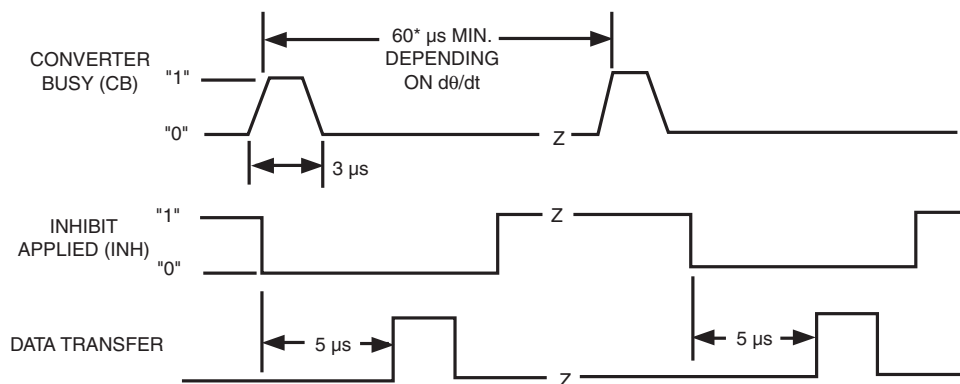 60* µs MIN.
DEPENDING
ON dθ/dt
CONVERTER
BUSY (CB)
"1"
"0"
Z
3 µs
INHIBIT
APPLIED (INH)
"1"
"0"
Z
DATA TRANSFER
5 µs
5 µs
Z